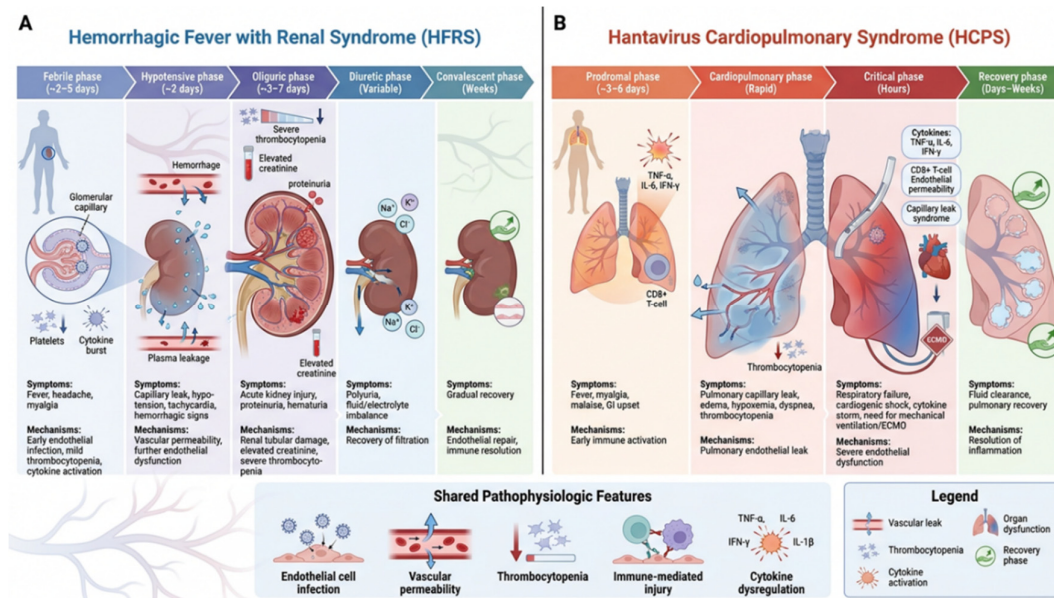 A
Hemorrhagic Fever with Renal Syndrome (HFRS)
Febrile phase
(~2–5 days)
Hypotensive phase
(~2 days)
Oliguric phase
(~3–7 days)
Diuretic phase
(Variable)
Convalescent phase
(Weeks)
Glomerular
capillary
Platelets
Cytokine
burst
Hemorrhage
Plasma leakage
Severe
thrombocytopenia
Elevated
creatinine
proteinuria
Elevated
creatinine
Na⁺
K⁺
Cl⁻
K⁺
Na⁺
Cl⁻
Symptoms:
Fever, headache,
myalgia
Mechanisms:
Early endothelial
infection, mild
thrombocytopenia,
cytokine activation
Symptoms:
Capillary leak, hypo-
tension, tachycardia,
hemorrhagic signs
Mechanisms:
Vascular permeability,
further endothelial
dysfunction
Symptoms:
Acute kidney injury,
proteinuria, hematuria
Mechanisms:
Renal tubular damage,
elevated creatinine,
severe thrombocyto-
penia
Symptoms:
Polyuria,
fluid/electrolyte
imbalance
Mechanisms:
Recovery of filtration
Symptoms:
Gradual recovery
Mechanisms:
Endothelial repair,
immune resolution
B
Hantavirus Cardiopulmonary Syndrome (HCPS)
Prodromal phase
(~3–6 days)
Cardiopulmonary phase
(Rapid)
Critical phase
(Hours)
Recovery phase
(Days–Weeks)
TNF-α,
IL-6, IFN-γ
CD8+
T-cell
Thrombocytopenia
Cytokines:
TNF-α, IL-6,
IFN-γ
CD8+ T-cell
Endothelial
permeability
Capillary leak
syndrome
ECMO
Symptoms:
Fever, myalgia,
malaise, GI upset
Mechanisms:
Early immune activation
Symptoms:
Pulmonary capillary leak,
edema, hypoxemia, dyspnea,
thrombocytopenia
Mechanisms:
Pulmonary endothelial leak
Symptoms:
Respiratory failure,
cardiogenic shock, cytokine
storm, need for mechanical
ventilation/ECMO
Mechanisms:
Severe endothelial
dysfunction
Symptoms:
Fluid clearance,
pulmonary recovery
Mechanisms:
Resolution of
inflammation
Shared Pathophysiologic Features
Endothelial cell
infection
Vascular
permeability
Thrombocytopenia
Immune-mediated
injury
TNF-α, IL-6
IFN-γ IL-1β
Cytokine
dysregulation
Legend
Vascular leak
Thrombocytopenia
Cytokine
activation
Organ
dysfunction
Recovery
phase